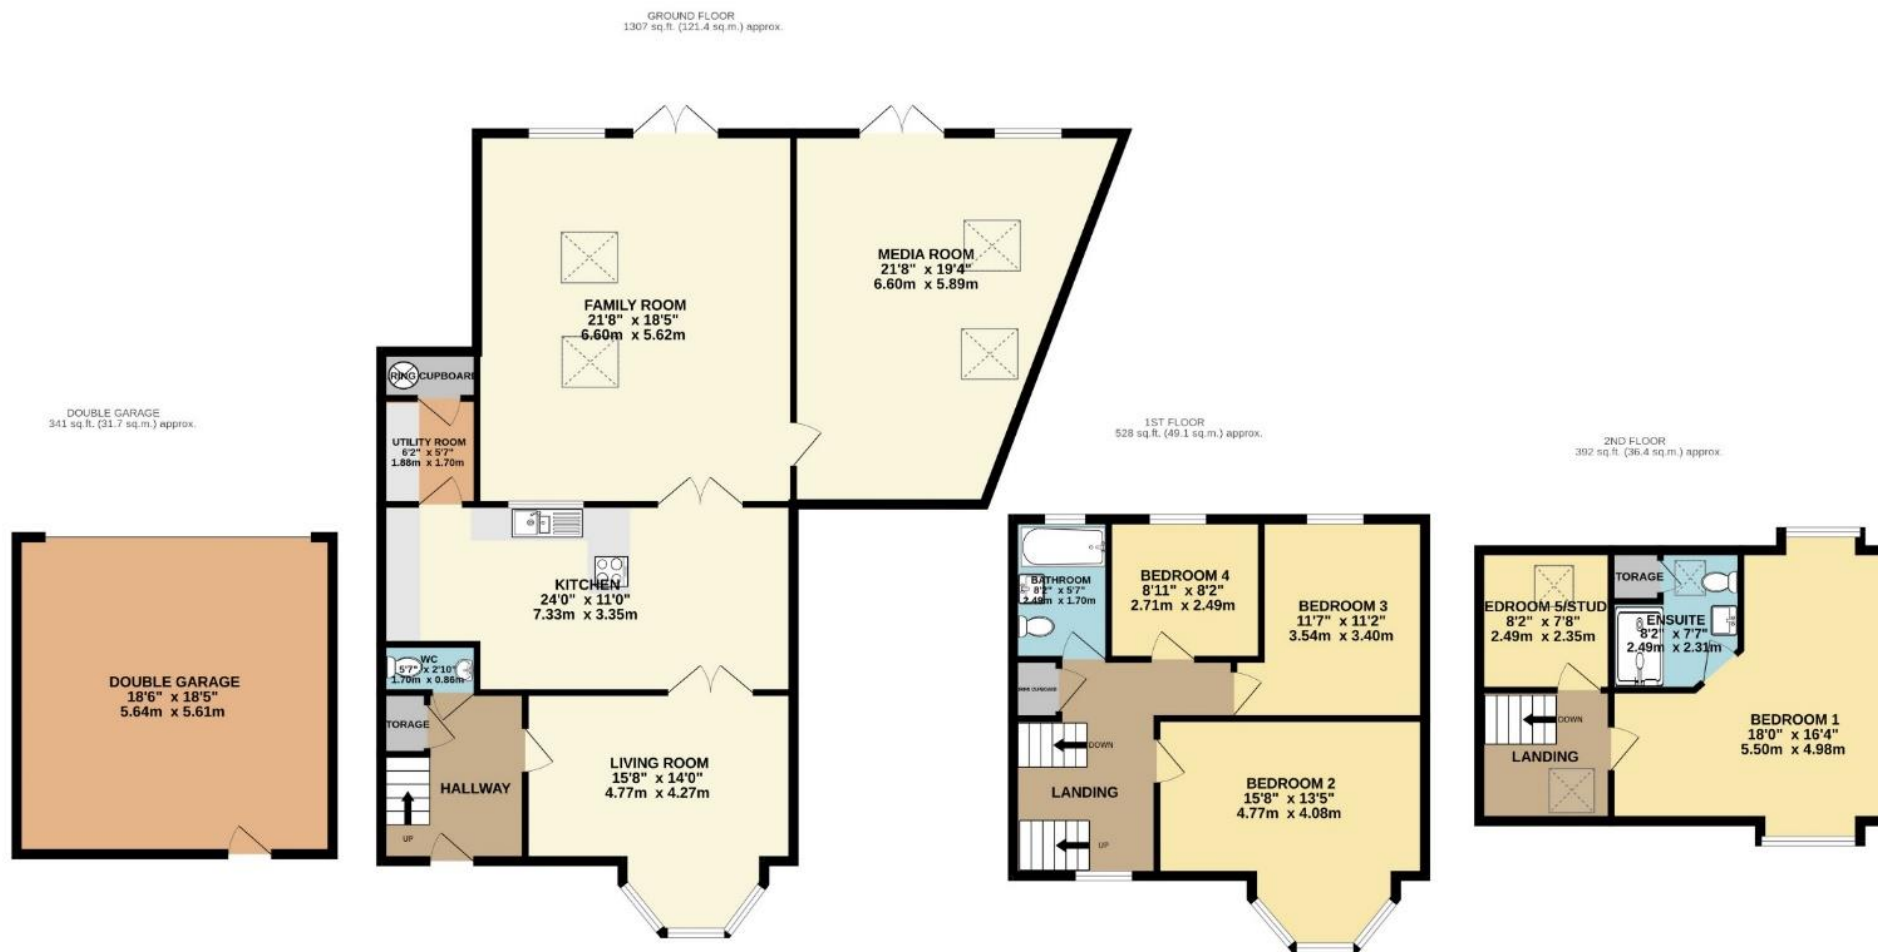 GROUND FLOOR
1307 sq.ft. (121.4 sq.m.) approx.
MEDIA ROOM
21'8" x 19'4"
6.60m x 5.89m
FAMILY ROOM
21'8" x 18'5"
6.60m x 5.62m
RING CUPBOARD
UTILITY ROOM
6'2" x 5'7"
1.88m x 1.70m
KITCHEN
24'0" x 11'0"
7.33m x 3.35m
WC
5'7" x 2'10"
1.70m x 0.86m
TORAGE
HALLWAY
UP
LIVING ROOM
15'8" x 14'0"
4.77m x 4.27m
DOUBLE GARAGE
341 sq.ft. (31.7 sq.m.) approx.
DOUBLE GARAGE
18'6" x 18'5"
5.64m x 5.61m
1ST FLOOR
528 sq.ft. (49.1 sq.m.) approx.
BATHROOM
8'2" x 5'7"
2.49m x 1.70m
BEDROOM 4
8'11" x 8'2"
2.71m x 2.49m
BEDROOM 3
11'7" x 11'2"
3.54m x 3.40m
CUPBOARD
DOWN
LANDING
UP
BEDROOM 2
15'8" x 13'5"
4.77m x 4.08m
2ND FLOOR
392 sq.ft. (36.4 sq.m.) approx.
EDROOM 5/STUD
8'2" x 7'8"
2.49m x 2.35m
TORAGE
ENSUITE
8'2" x 7'7"
2.49m x 2.31m
DOWN
LANDING
BEDROOM 1
18'0" x 16'4"
5.50m x 4.98m